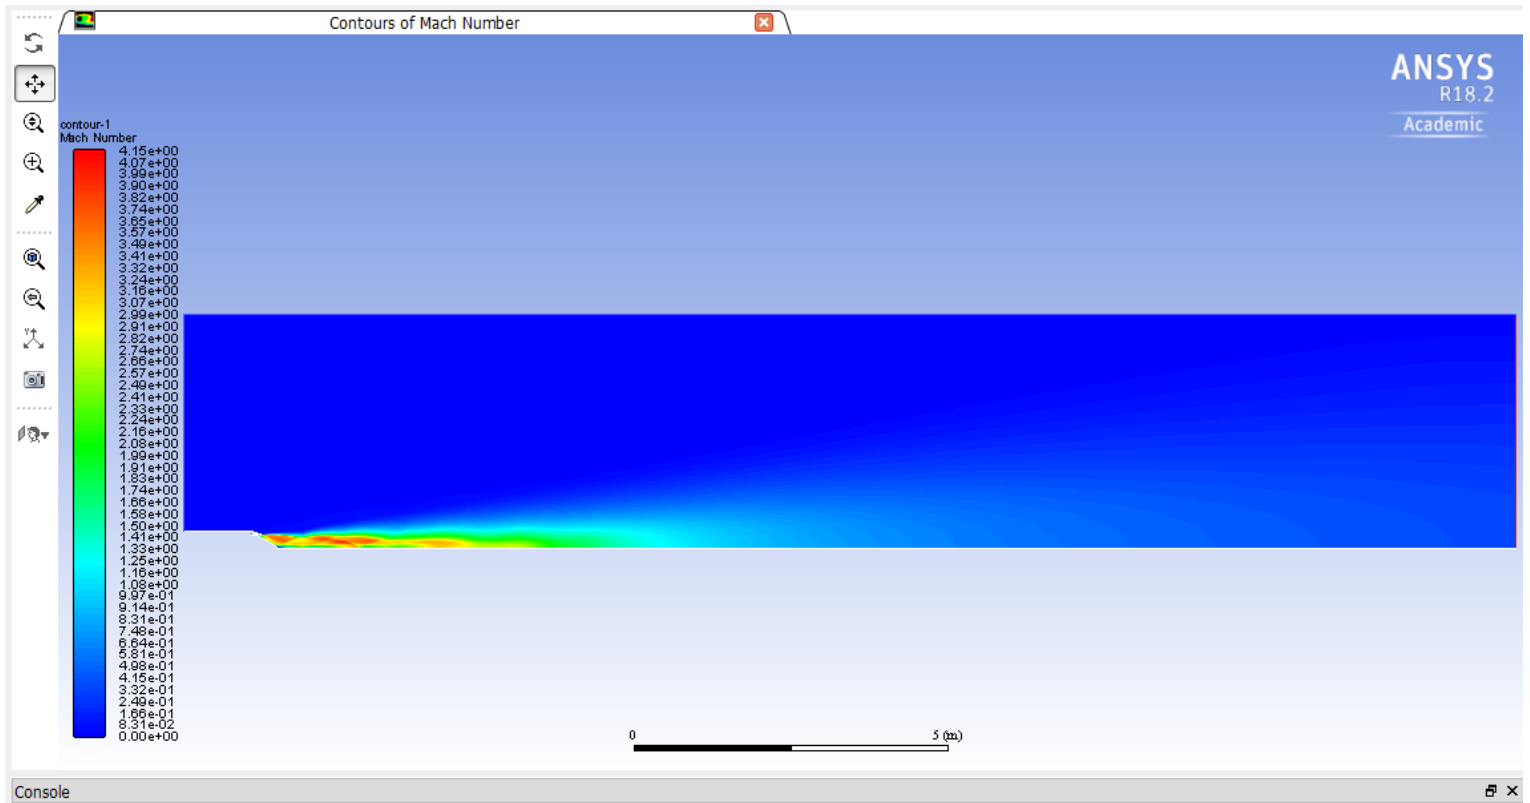 Contours of Mach Number
ANSYS
R18.2
Academic
contour-1
Mach Number
4.15e+00
4.07e+00
3.99e+00
3.90e+00
3.82e+00
3.74e+00
3.65e+00
3.57e+00
3.49e+00
3.41e+00
3.32e+00
3.24e+00
3.16e+00
3.07e+00
2.99e+00
2.91e+00
2.82e+00
2.74e+00
2.66e+00
2.57e+00
2.49e+00
2.41e+00
2.33e+00
2.24e+00
2.16e+00
2.08e+00
1.99e+00
1.91e+00
1.83e+00
1.74e+00
1.66e+00
1.58e+00
1.50e+00
1.41e+00
1.33e+00
1.25e+00
1.16e+00
1.08e+00
9.97e-01
9.14e-01
8.31e-01
7.48e-01
6.64e-01
5.81e-01
4.98e-01
4.15e-01
3.32e-01
2.49e-01
1.66e-01
8.31e-02
0.00e+00
0 5 (m)
Console